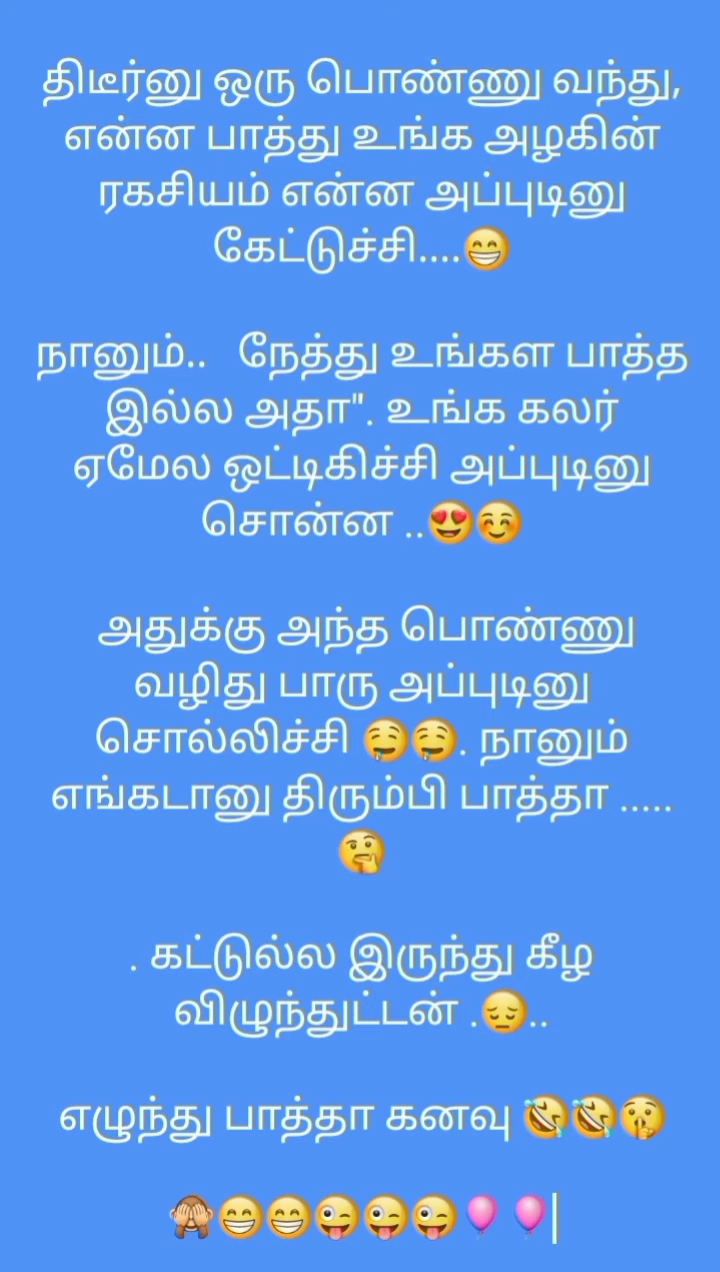 திடீர்னு ஒரு பொண்ணு வந்து,
என்ன பாத்து உங்க அழகின்
ரகசியம் என்ன அப்புடினு
கேட்டுச்சி....😁
நானும்..   நேத்து உங்கள பாத்த
இல்ல அதா". உங்க கலர்
ஏமேல ஒட்டிகிச்சி அப்புடினு
சொன்ன ..😍☺️
அதுக்கு அந்த பொண்ணு
வழிது பாரு அப்புடினு
சொல்லிச்சி 🤤🤤. நானும்
எங்கடானு திரும்பி பாத்தா .....
🤔
. கட்டுல்ல இருந்து கீழ
விழுந்துட்டன் .😔..
எழுந்து பாத்தா கனவு 🤣🤣🤫
🙈😁😁😜😜😜🎈🎈